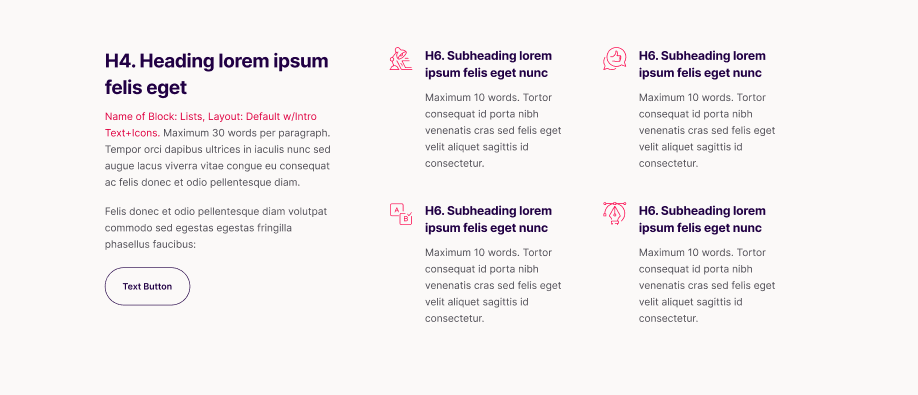 H4. Heading lorem ipsum
felis eget
Name of Block: Lists, Layout: Default w/Intro
Text+Icons. Maximum 30 words per paragraph.
Tempor orci dapibus ultrices in iaculis nunc sed
augue lacus viverra vitae congue eu consequat
ac felis donec et odio pellentesque diam.
Felis donec et odio pellentesque diam volutpat
commodo sed egestas egestas fringilla
phasellus faucibus:
Text Button
H6. Subheading lorem
ipsum felis eget nunc
Maximum 10 words. Tortor
consequat id porta nibh
venenatis cras sed felis eget
velit aliquet sagittis id
consectetur.
H6. Subheading lorem
ipsum felis eget nunc
Maximum 10 words. Tortor
consequat id porta nibh
venenatis cras sed felis eget
velit aliquet sagittis id
consectetur.
A
B
H6. Subheading lorem
ipsum felis eget nunc
Maximum 10 words. Tortor
consequat id porta nibh
venenatis cras sed felis eget
velit aliquet sagittis id
consectetur.
H6. Subheading lorem
ipsum felis eget nunc
Maximum 10 words. Tortor
consequat id porta nibh
venenatis cras sed felis eget
velit aliquet sagittis id
consectetur.